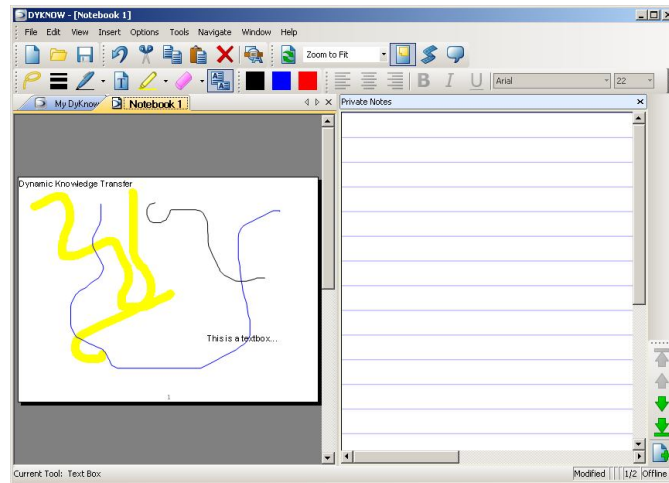 DYKNOW - [Notebook 1]
File Edit View Insert Options Tools Navigate Window Help
Zoom to Fit
B I U Arial 22
My DyKnow Notebook 1 Private Notes
Dynamic Knowledge Transfer
This is a textbox...
1
Current Tool: Text Box Modified 1/2 Offline